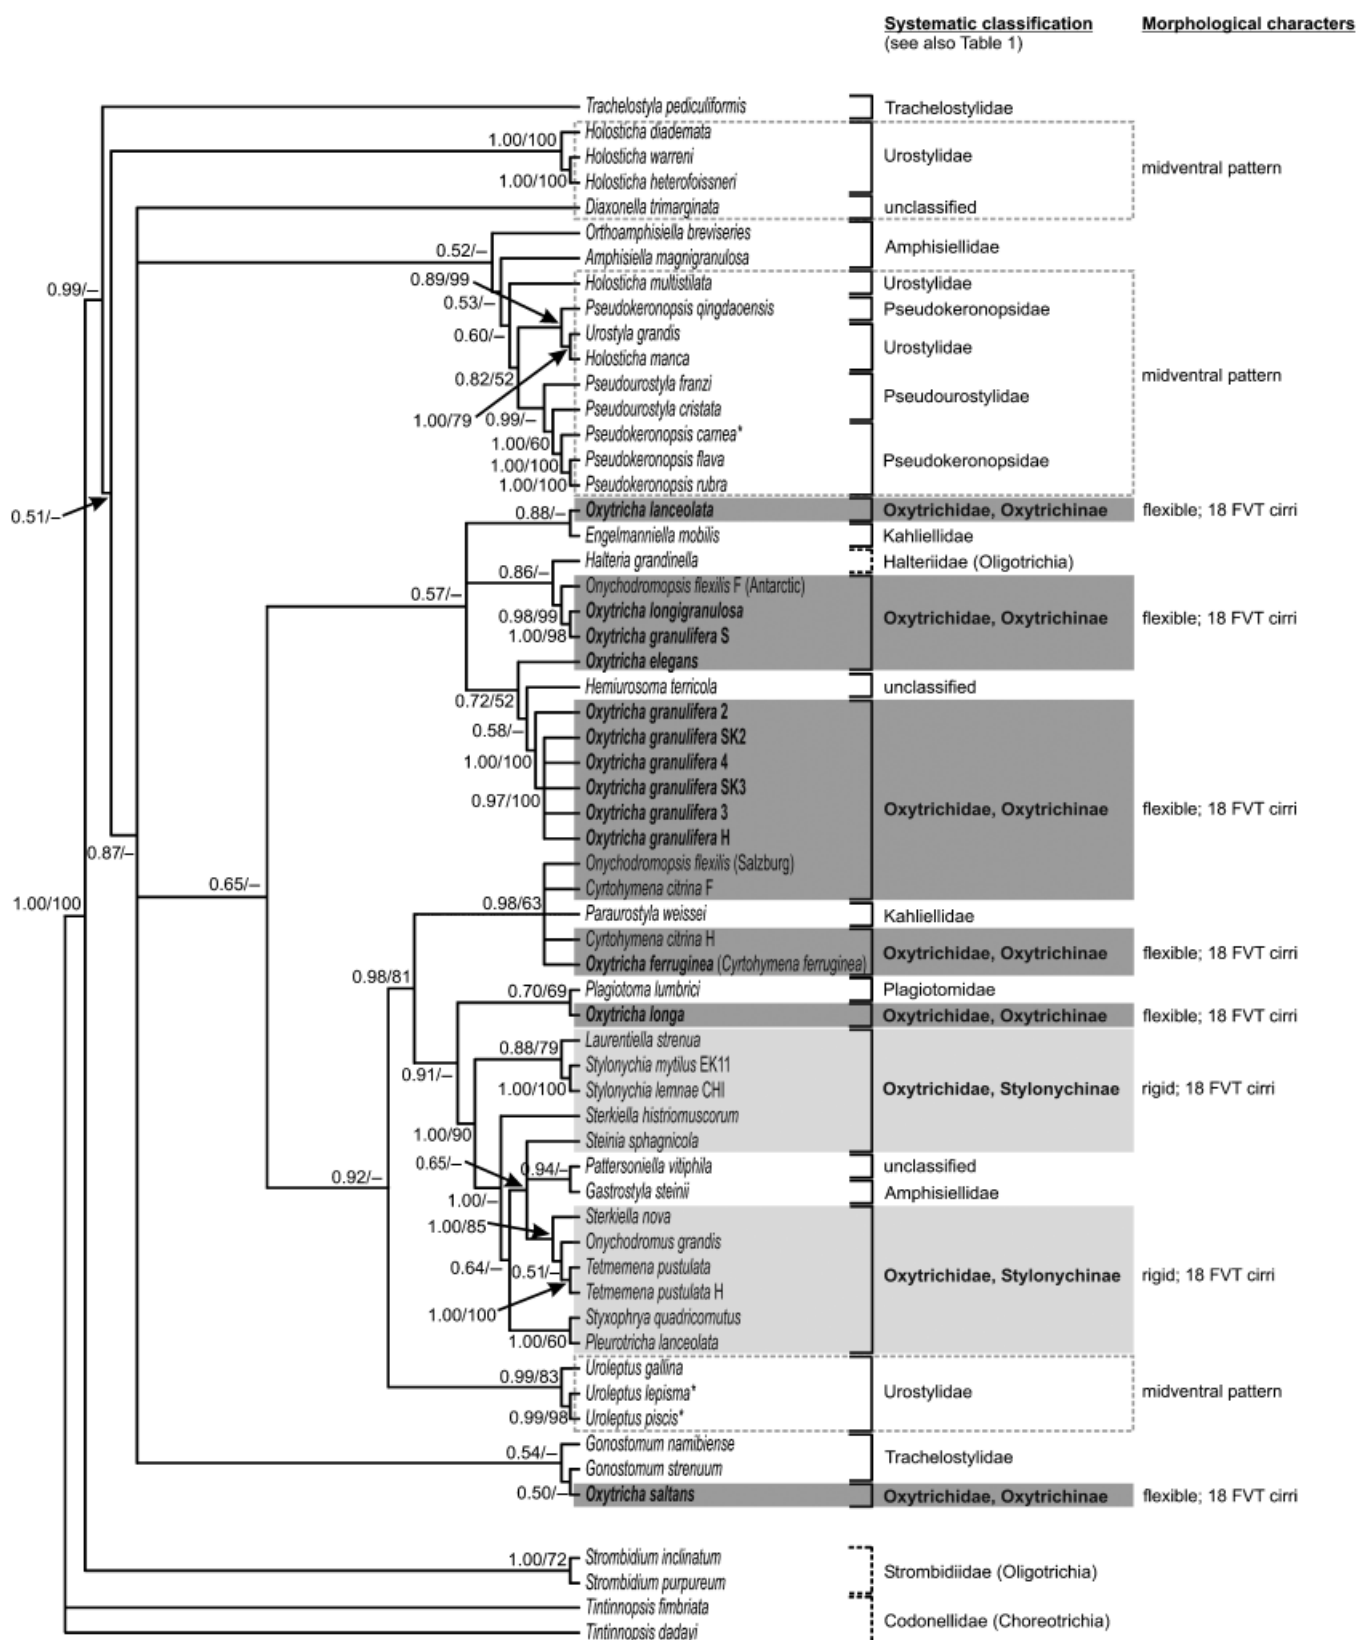 Systematic classification Morphological characters
(see also Table 1)
Trachelostyla pediculiformis Trachelostylidae
1.00/100 Holosticha diademata
Holosticha warreni Urostylidae
midventral pattern
1.00/100 Holosticha heterofoissneri
Diaxonella trimarginata unclassified
Orthoamphisiella breviseries
0.52/– Amphisiellidae
Amphisiella magnigranulosa
0.89/99
Holosticha multistilata Urostylidae
0.99/–
0.53/– Pseudokeronopsis qingdaoensis Pseudokeronopsidae
0.60/– Urostyla grandis
Urostylidae
Holosticha manca
midventral pattern
0.82/52 Pseudourostyla franzi
Pseudourostylidae
Pseudourostyla cristata
1.00/79 0.99/–
Pseudokeronopsis carnea*
1.00/60
Pseudokeronopsis flava Pseudokeronopsidae
1.00/100
1.00/100 Pseudokeronopsis rubra
0.51/–
0.88/– Oxytricha lanceolata Oxytrichidae, Oxytrichinae flexible; 18 FVT cirri
Engelmanniella mobilis Kahliellidae
Halteria grandinella Halteriidae (Oligotrichia)
0.86/–
0.57/– Onychodromopsis flexilis F (Antarctic)
0.98/99 Oxytricha longigranulosa Oxytrichidae, Oxytrichinae flexible; 18 FVT cirri
1.00/98 Oxytricha granulifera S
Oxytricha elegans
Hemiurosoma terricola unclassified
0.72/52
Oxytricha granulifera 2
0.58/–
Oxytricha granulifera SK2
1.00/100 Oxytricha granulifera 4
Oxytricha granulifera SK3
0.97/100
Oxytricha granulifera 3 Oxytrichidae, Oxytrichinae flexible; 18 FVT cirri
Oxytricha granulifera H
0.87/–
Onychodromopsis flexilis (Salzburg)
0.65/– Cyrtohymena citrina F
1.00/100 0.98/63
Paraurostyla weissei Kahliellidae
Cyrtohymena citrina H
Oxytrichidae, Oxytrichinae flexible; 18 FVT cirri
Oxytricha ferruginea (Cyrtohymena ferruginea)
0.98/81
0.70/69 Plagiotoma lumbrici Plagiotomidae
Oxytricha longa Oxytrichidae, Oxytrichinae flexible; 18 FVT cirri
Laurentiella strenua
0.88/79
Stylonychia mytilus EK11
0.91/–
1.00/100 Stylonychia lemnae CHI Oxytrichidae, Stylonychinae rigid; 18 FVT cirri
Sterkiella histriomuscorum
1.00/90
Steinia sphagnicola
0.65/–
0.94/– Pattersoniella vitiphila unclassified
0.92/–
Gastrostyla steinii Amphisiellidae
1.00/–
Sterkiella nova
1.00/85
Onychodromus grandis
0.64/– 0.51/– Tetmemena pustulata Oxytrichidae, Stylonychinae rigid; 18 FVT cirri
Tetmemena pustulata H
1.00/100
Styxophrya quadricornutus
1.00/60 Pleurotricha lanceolata
Uroleptus gallina
0.99/83
Uroleptus lepisma* Urostylidae midventral pattern
0.99/98 Uroleptus piscis*
Gonostomum namibiense
0.54/– Trachelostylidae
Gonostomum strenuum
0.50/– Oxytricha saltans Oxytrichidae, Oxytrichinae flexible; 18 FVT cirri
1.00/72 Strombidium inclinatum
Strombidiidae (Oligotrichia)
Strombidium purpureum
Tintinnopsis fimbriata
Codonellidae (Choreotrichia)
Tintinnopsis dadayi